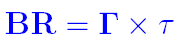 BR = Γ × τ